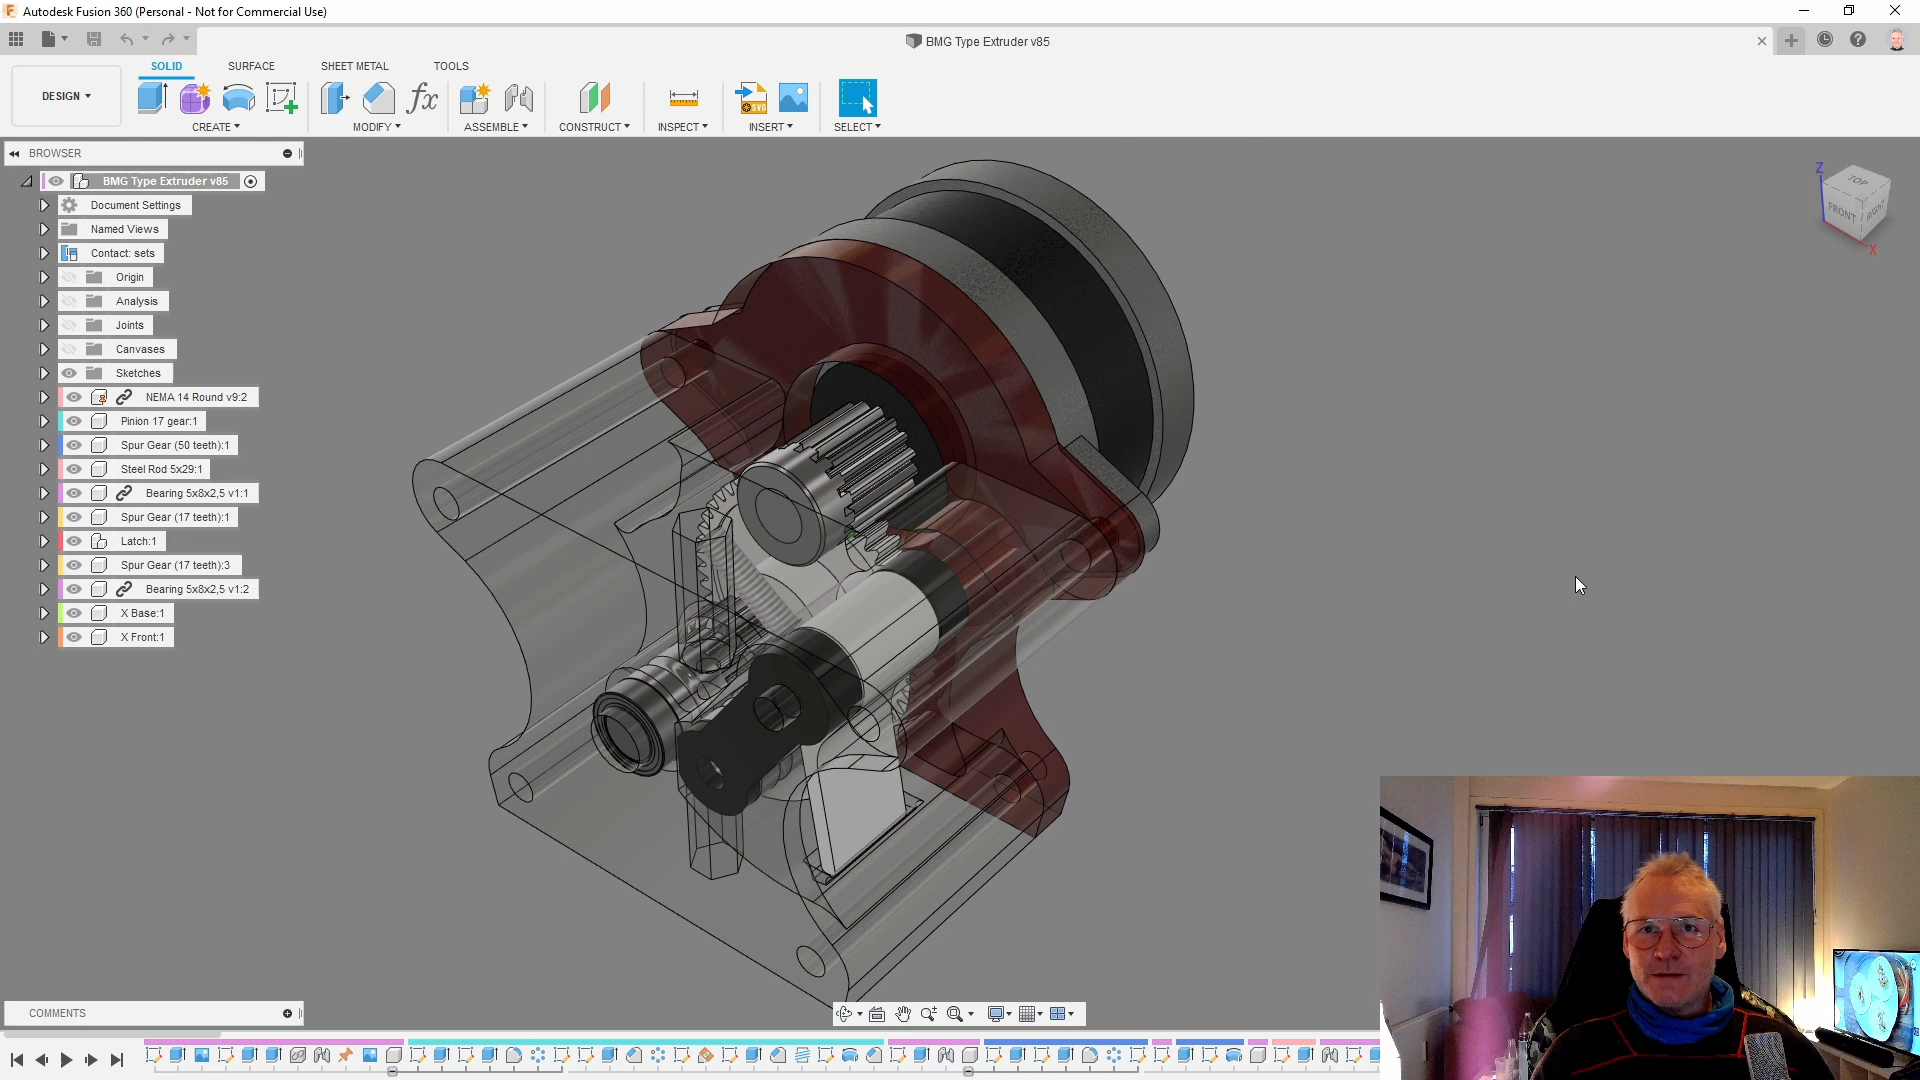 Autodesk Fusion 360 (Personal - Not for Commercial Use)
BMG Type Extruder v85
DESIGN
SOLID
SURFACE
SHEET METAL
TOOLS
CREATE
MODIFY
ASSEMBLE
CONSTRUCT
INSPECT
INSERT
SELECT
fx
SVG
BROWSER
BMG Type Extruder v85
Document Settings
Named Views
Contact: sets
Origin
Analysis
Joints
Canvases
Sketches
NEMA 14 Round v9:2
Pinion 17 gear:1
Spur Gear (50 teeth):1
Steel Rod 5x29:1
Bearing 5x8x2,5 v1:1
Spur Gear (17 teeth):1
Latch:1
Spur Gear (17 teeth):3
Bearing 5x8x2,5 v1:2
X Base:1
X Front:1
Z
TOP
FRONT
RIGHT
X
COMMENTS